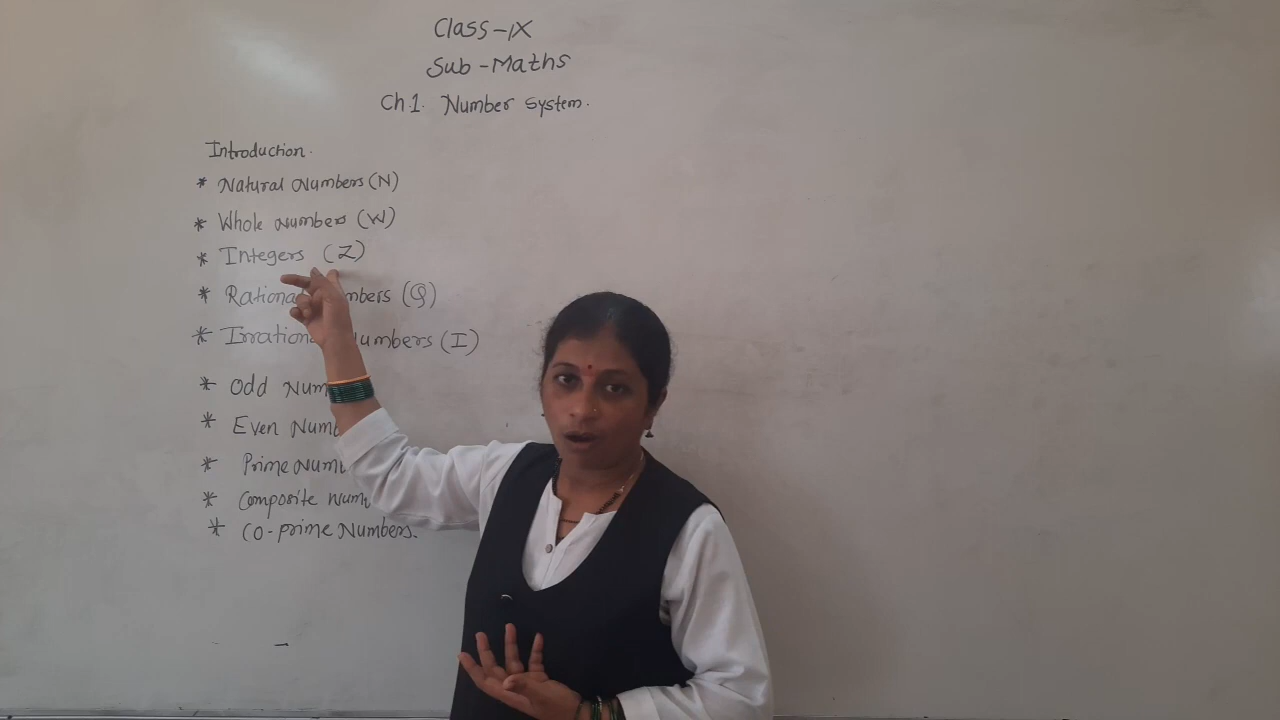 Class-IX
Sub-Maths
Ch.1. Number System.
Introduction.
* Natural Numbers (N)
* Whole Numbers (W)
* Integers (Z)
* Rational Numbers (Q)
* Irrational Numbers (I)
* Odd Num
* Even Numb
* Prime Num
* Composite Num
* Co-prime Numbers.